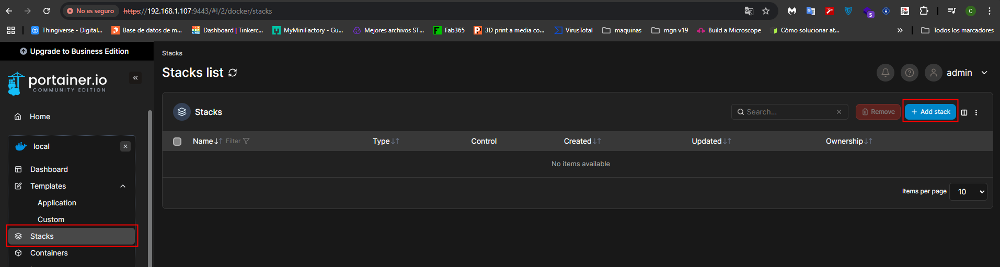 No es seguro https://192.168.1.107:9443/#!/2/docker/stacks
Thingiverse - Digital... Base de datos de m... Dashboard | Tinkerc... MyMiniFactory - Gu... Mejores archivos ST... Fab365 3D print a media co... VirusTotal maquinas mgn v19 Build a Microscope Cómo solucionar at... » Todos los marcadores
Upgrade to Business Edition
portainer.io
COMMUNITY EDITION
Home
local
Dashboard
Templates
Application
Custom
Stacks
Containers
Stacks
Stacks list
admin
Stacks
Search...
Remove
+ Add stack
Name Filter Type Control Created Updated Ownership
No items available
Items per page 10